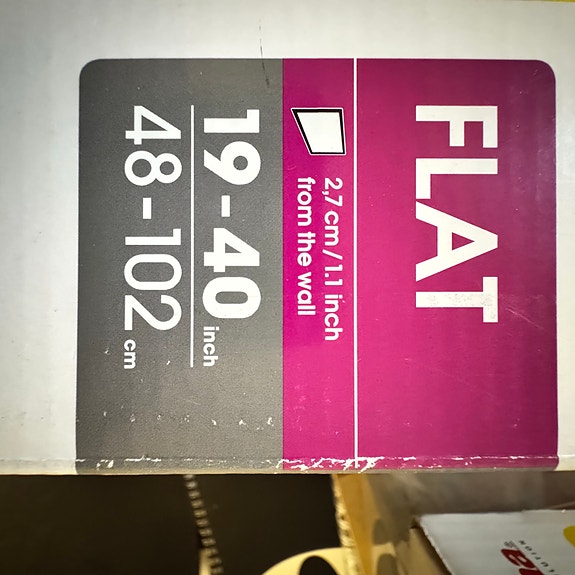 FLAT
2,7 cm / 1.1 inch
from the wall
19-40 inch
48-102 cm